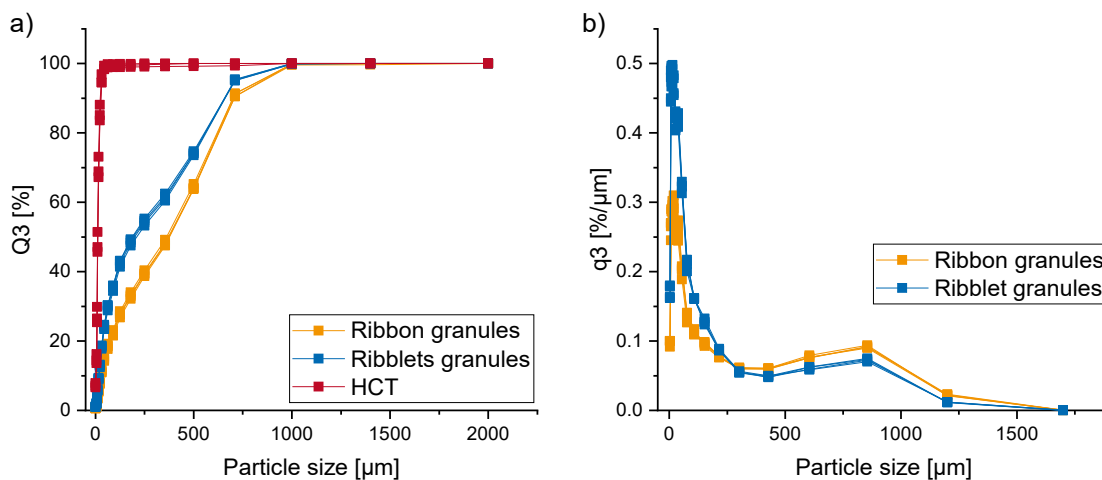 a)
Q3 [%]
100
80
60
40
20
0
0 500 1000 1500 2000
Particle size [µm]
Ribbon granules
Ribblets granules
HCT
b)
q3 [%/µm]
0.5
0.4
0.3
0.2
0.1
0.0
0 500 1000 1500
Particle size [µm]
Ribbon granules
Ribblet granules